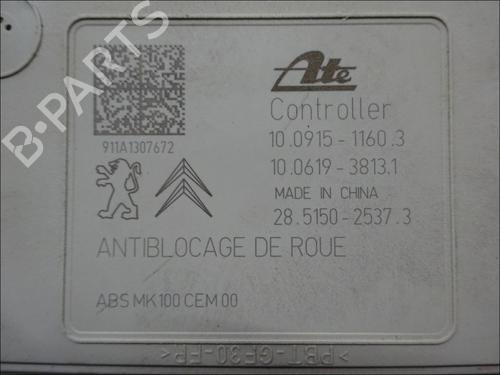 B-PARTS
Ate
Controller
911A1307672
10.0915-1160.3
10.0619-3813.1
MADE IN CHINA
28.5150-2537.3
ANTIBLOCAGE DE ROUE
ABS MK100 CEM 00
>PBT-GF30-FR<